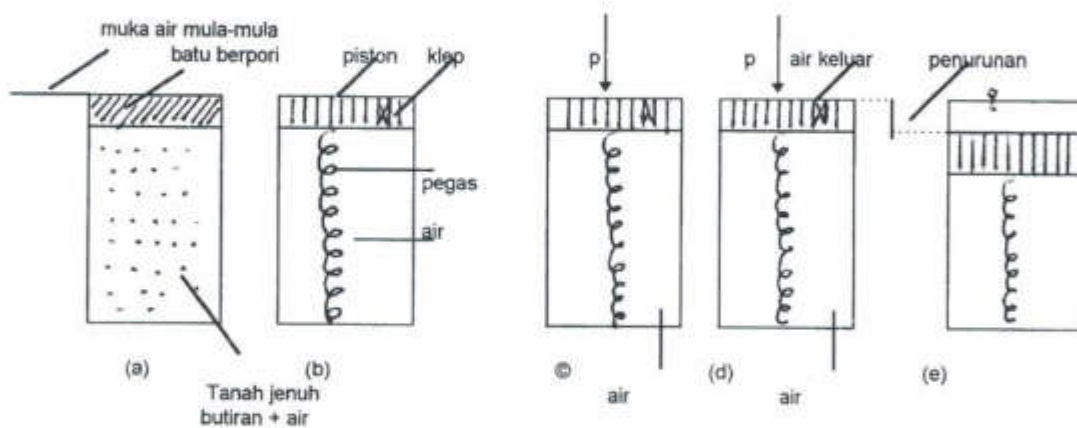 muka air mula-mula
batu berpori
piston
klep
p
p
air keluar
penurunan
pegas
air
(a)
(b)
©
(d)
(e)
Tanah jenuh
butiran + air
air
air